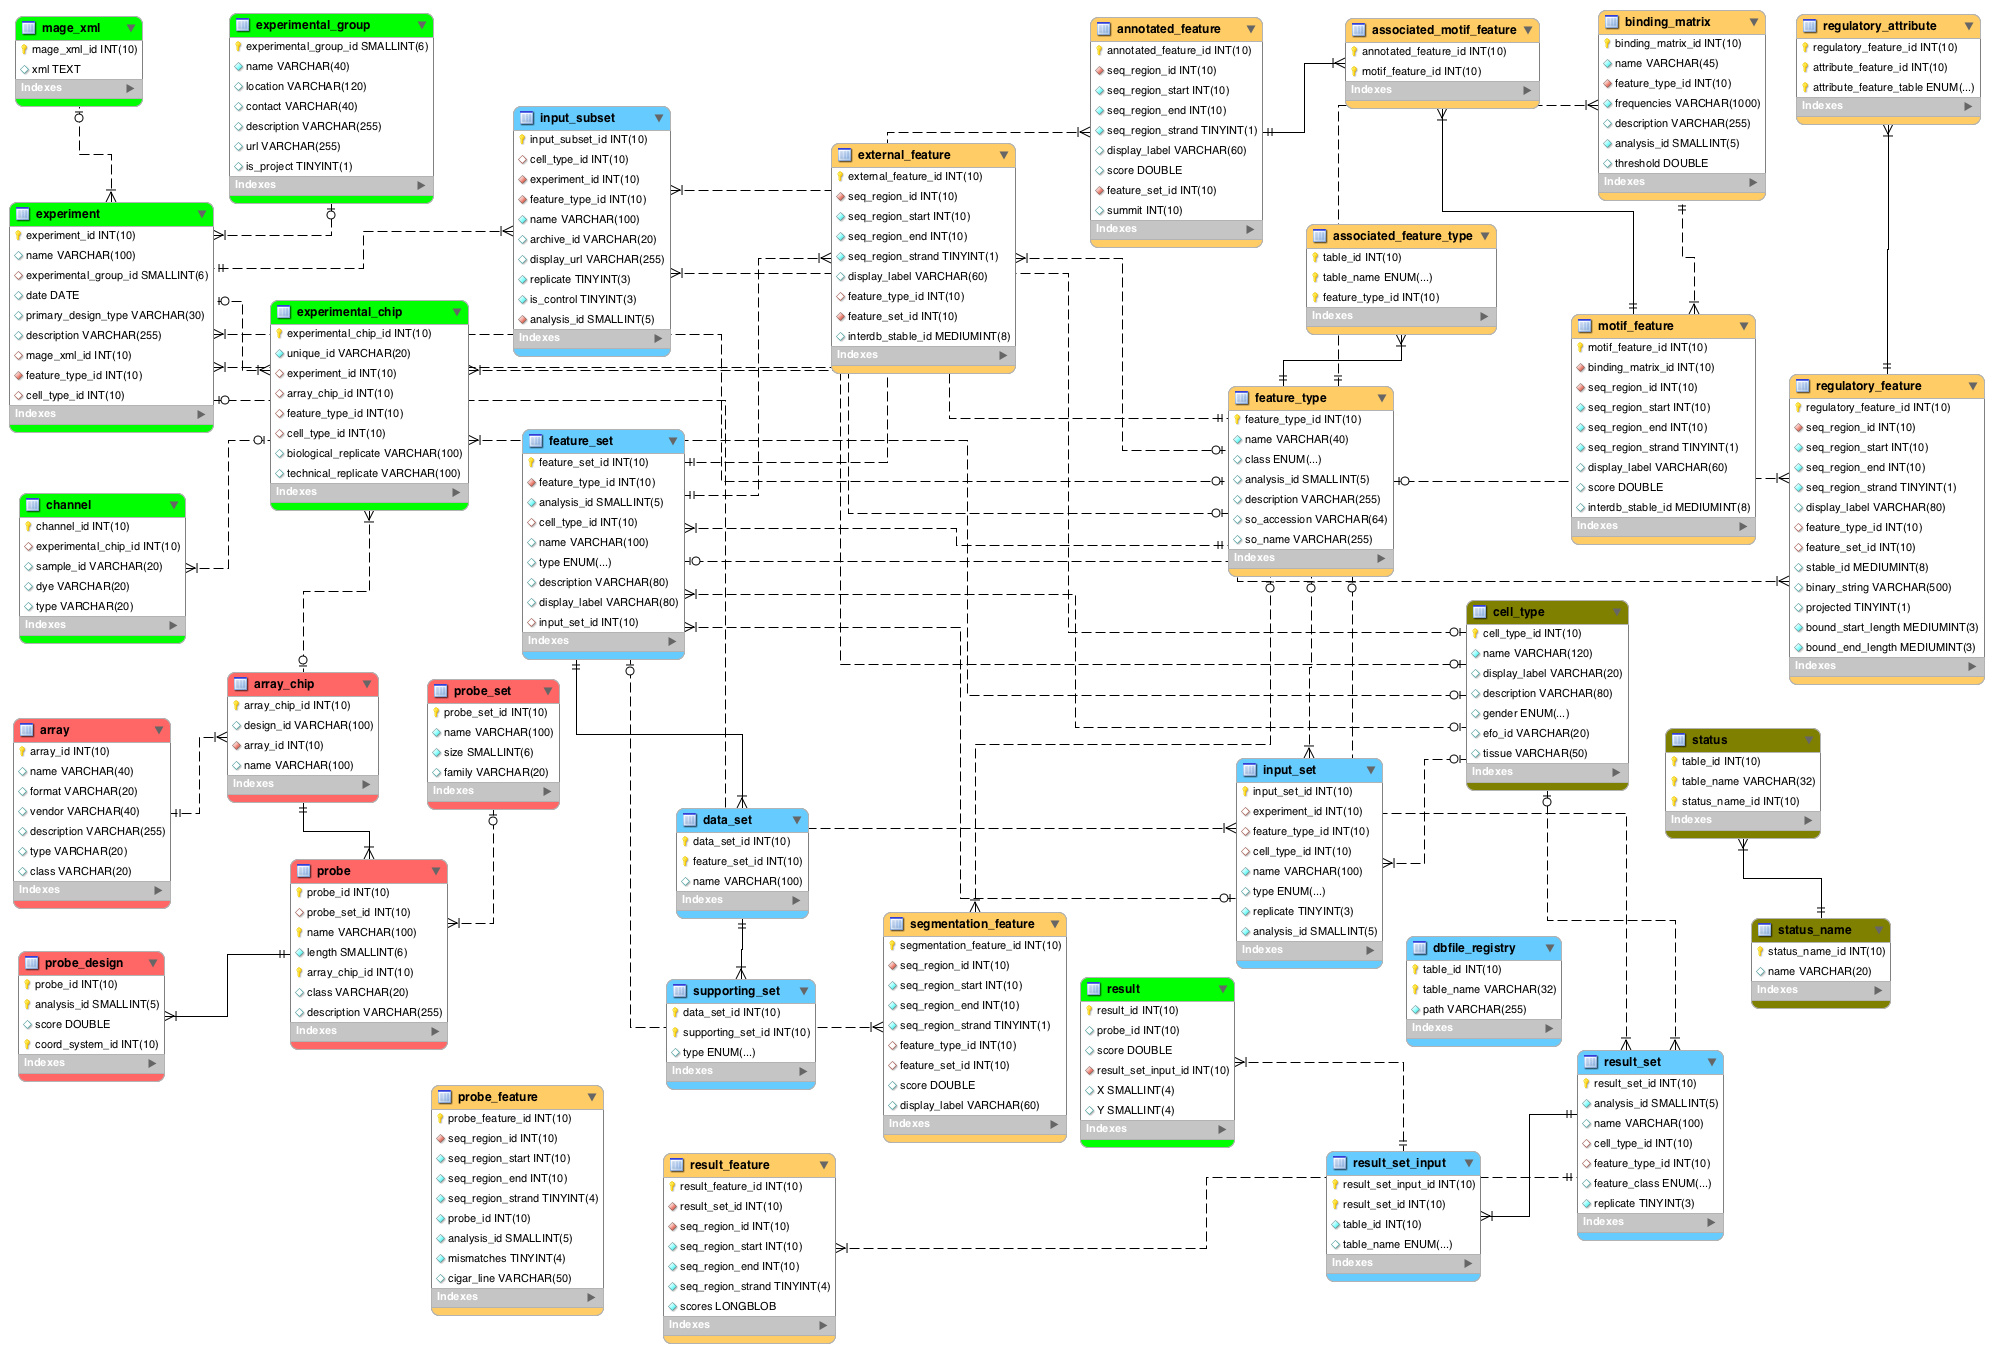 mage_xml
mage_xml_id INT(10)
xml TEXT
Indexes
experimental_group
experimental_group_id SMALLINT(6)
name VARCHAR(40)
location VARCHAR(120)
contact VARCHAR(40)
description VARCHAR(255)
url VARCHAR(255)
is_project TINYINT(1)
Indexes
input_subset
input_subset_id INT(10)
cell_type_id INT(10)
experiment_id INT(10)
feature_type_id INT(10)
name VARCHAR(100)
archive_id VARCHAR(20)
display_url VARCHAR(255)
replicate TINYINT(3)
is_control TINYINT(3)
analysis_id SMALLINT(5)
Indexes
external_feature
external_feature_id INT(10)
seq_region_id INT(10)
seq_region_start INT(10)
seq_region_end INT(10)
seq_region_strand TINYINT(1)
display_label VARCHAR(60)
feature_type_id INT(10)
feature_set_id INT(10)
interdb_stable_id MEDIUMINT(8)
Indexes
annotated_feature
annotated_feature_id INT(10)
seq_region_id INT(10)
seq_region_start INT(10)
seq_region_end INT(10)
seq_region_strand TINYINT(1)
display_label VARCHAR(60)
score DOUBLE
feature_set_id INT(10)
summit INT(10)
Indexes
associated_motif_feature
annotated_feature_id INT(10)
motif_feature_id INT(10)
Indexes
binding_matrix
binding_matrix_id INT(10)
name VARCHAR(45)
feature_type_id INT(10)
frequencies VARCHAR(1000)
description VARCHAR(255)
analysis_id SMALLINT(5)
threshold DOUBLE
Indexes
regulatory_attribute
regulatory_feature_id INT(10)
attribute_feature_id INT(10)
attribute_feature_table ENUM(...)
Indexes
experiment
experiment_id INT(10)
name VARCHAR(100)
experimental_group_id SMALLINT(6)
date DATE
primary_design_type VARCHAR(30)
description VARCHAR(255)
mage_xml_id INT(10)
feature_type_id INT(10)
cell_type_id INT(10)
Indexes
experimental_chip
experimental_chip_id INT(10)
unique_id VARCHAR(20)
experiment_id INT(10)
array_chip_id INT(10)
feature_type_id INT(10)
cell_type_id INT(10)
biological_replicate VARCHAR(100)
technical_replicate VARCHAR(100)
Indexes
associated_feature_type
table_id INT(10)
table_name ENUM(...)
feature_type_id INT(10)
Indexes
motif_feature
motif_feature_id INT(10)
binding_matrix_id INT(10)
seq_region_id INT(10)
seq_region_start INT(10)
seq_region_end INT(10)
seq_region_strand TINYINT(1)
display_label VARCHAR(60)
score DOUBLE
interdb_stable_id MEDIUMINT(8)
Indexes
regulatory_feature
regulatory_feature_id INT(10)
seq_region_id INT(10)
seq_region_start INT(10)
seq_region_end INT(10)
seq_region_strand TINYINT(1)
display_label VARCHAR(80)
feature_type_id INT(10)
feature_set_id INT(10)
stable_id MEDIUMINT(8)
binary_string VARCHAR(500)
projected TINYINT(1)
bound_start_length MEDIUMINT(3)
bound_end_length MEDIUMINT(3)
Indexes
feature_type
feature_type_id INT(10)
name VARCHAR(40)
class ENUM(...)
analysis_id SMALLINT(5)
description VARCHAR(255)
so_accession VARCHAR(64)
so_name VARCHAR(255)
Indexes
feature_set
feature_set_id INT(10)
feature_type_id INT(10)
analysis_id SMALLINT(5)
cell_type_id INT(10)
name VARCHAR(100)
type ENUM(...)
description VARCHAR(80)
display_label VARCHAR(80)
input_set_id INT(10)
Indexes
channel
channel_id INT(10)
experimental_chip_id INT(10)
sample_id VARCHAR(20)
dye VARCHAR(20)
type VARCHAR(20)
Indexes
cell_type
cell_type_id INT(10)
name VARCHAR(120)
display_label VARCHAR(20)
description VARCHAR(80)
gender ENUM(...)
efo_id VARCHAR(20)
tissue VARCHAR(50)
Indexes
array_chip
array_chip_id INT(10)
design_id VARCHAR(100)
array_id INT(10)
name VARCHAR(100)
Indexes
probe_set
probe_set_id INT(10)
name VARCHAR(100)
size SMALLINT(6)
family VARCHAR(20)
Indexes
array
array_id INT(10)
name VARCHAR(40)
format VARCHAR(20)
vendor VARCHAR(40)
description VARCHAR(255)
type VARCHAR(20)
class VARCHAR(20)
Indexes
status
table_id INT(10)
table_name VARCHAR(32)
status_name_id INT(10)
Indexes
input_set
input_set_id INT(10)
experiment_id INT(10)
feature_type_id INT(10)
cell_type_id INT(10)
name VARCHAR(100)
type ENUM(...)
replicate TINYINT(3)
analysis_id SMALLINT(5)
Indexes
data_set
data_set_id INT(10)
feature_set_id INT(10)
name VARCHAR(100)
Indexes
probe
probe_id INT(10)
probe_set_id INT(10)
name VARCHAR(100)
length SMALLINT(6)
array_chip_id INT(10)
class VARCHAR(20)
description VARCHAR(255)
Indexes
segmentation_feature
segmentation_feature_id INT(10)
seq_region_id INT(10)
seq_region_start INT(10)
seq_region_end INT(10)
seq_region_strand TINYINT(1)
feature_type_id INT(10)
feature_set_id INT(10)
score DOUBLE
display_label VARCHAR(60)
Indexes
status_name
status_name_id INT(10)
name VARCHAR(20)
Indexes
dbfile_registry
table_id INT(10)
table_name VARCHAR(32)
path VARCHAR(255)
Indexes
probe_design
probe_id INT(10)
analysis_id SMALLINT(5)
score DOUBLE
coord_system_id INT(10)
Indexes
supporting_set
data_set_id INT(10)
supporting_set_id INT(10)
type ENUM(...)
Indexes
result
result_id INT(10)
probe_id INT(10)
score DOUBLE
result_set_input_id INT(10)
X SMALLINT(4)
Y SMALLINT(4)
Indexes
result_set
result_set_id INT(10)
analysis_id SMALLINT(5)
name VARCHAR(100)
cell_type_id INT(10)
feature_type_id INT(10)
feature_class ENUM(...)
replicate TINYINT(3)
Indexes
probe_feature
probe_feature_id INT(10)
seq_region_id INT(10)
seq_region_start INT(10)
seq_region_end INT(10)
seq_region_strand TINYINT(4)
probe_id INT(10)
analysis_id SMALLINT(5)
mismatches TINYINT(4)
cigar_line VARCHAR(50)
Indexes
result_feature
result_feature_id INT(10)
result_set_id INT(10)
seq_region_id INT(10)
seq_region_start INT(10)
seq_region_end INT(10)
seq_region_strand TINYINT(4)
scores LONGBLOB
Indexes
result_set_input
result_set_input_id INT(10)
result_set_id INT(10)
table_id INT(10)
table_name ENUM(...)
Indexes